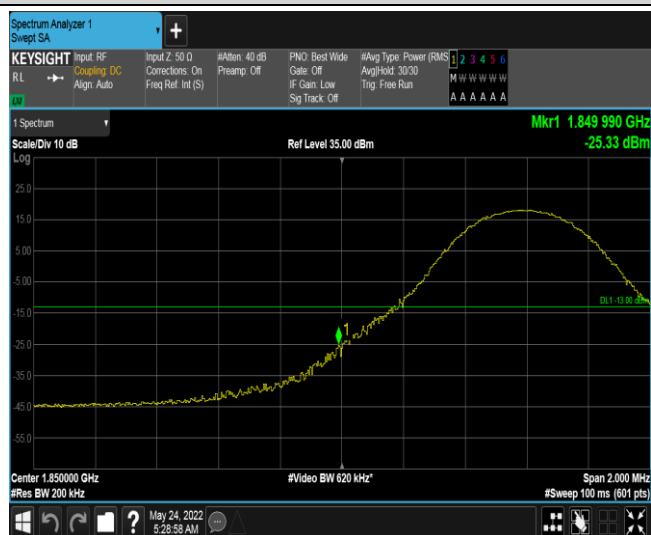 Spectrum Analyzer 1
Swept SA
+
KEYSIGHT
RL
LXI
Input: RF
Coupling: DC
Align: Auto
Input Z: 50 Ω
Corrections: On
Freq Ref: Int (S)
#Atten: 40 dB
Preamp: Off
PNO: Best Wide
Gate: Off
IF Gain: Low
Sig Track: Off
#Avg Type: Power (RMS
Avg|Hold: 30/30
Trig: Free Run
1 2 3 4 5 6
M W W W W W
A A A A A A
1 Spectrum
Mkr1 1.849 990 GHz
Scale/Div 10 dB
Ref Level 35.00 dBm
-25.33 dBm
Log
25.0
15.0
5.00
-5.00
DL1 -13.00 dBm
-15.0
1
-25.0
-35.0
-45.0
-55.0
Center 1.850000 GHz
#Video BW 620 kHz*
Span 2.000 MHz
#Res BW 200 kHz
#Sweep 100 ms (601 pts)
?
May 24, 2022
5:28:58 AM